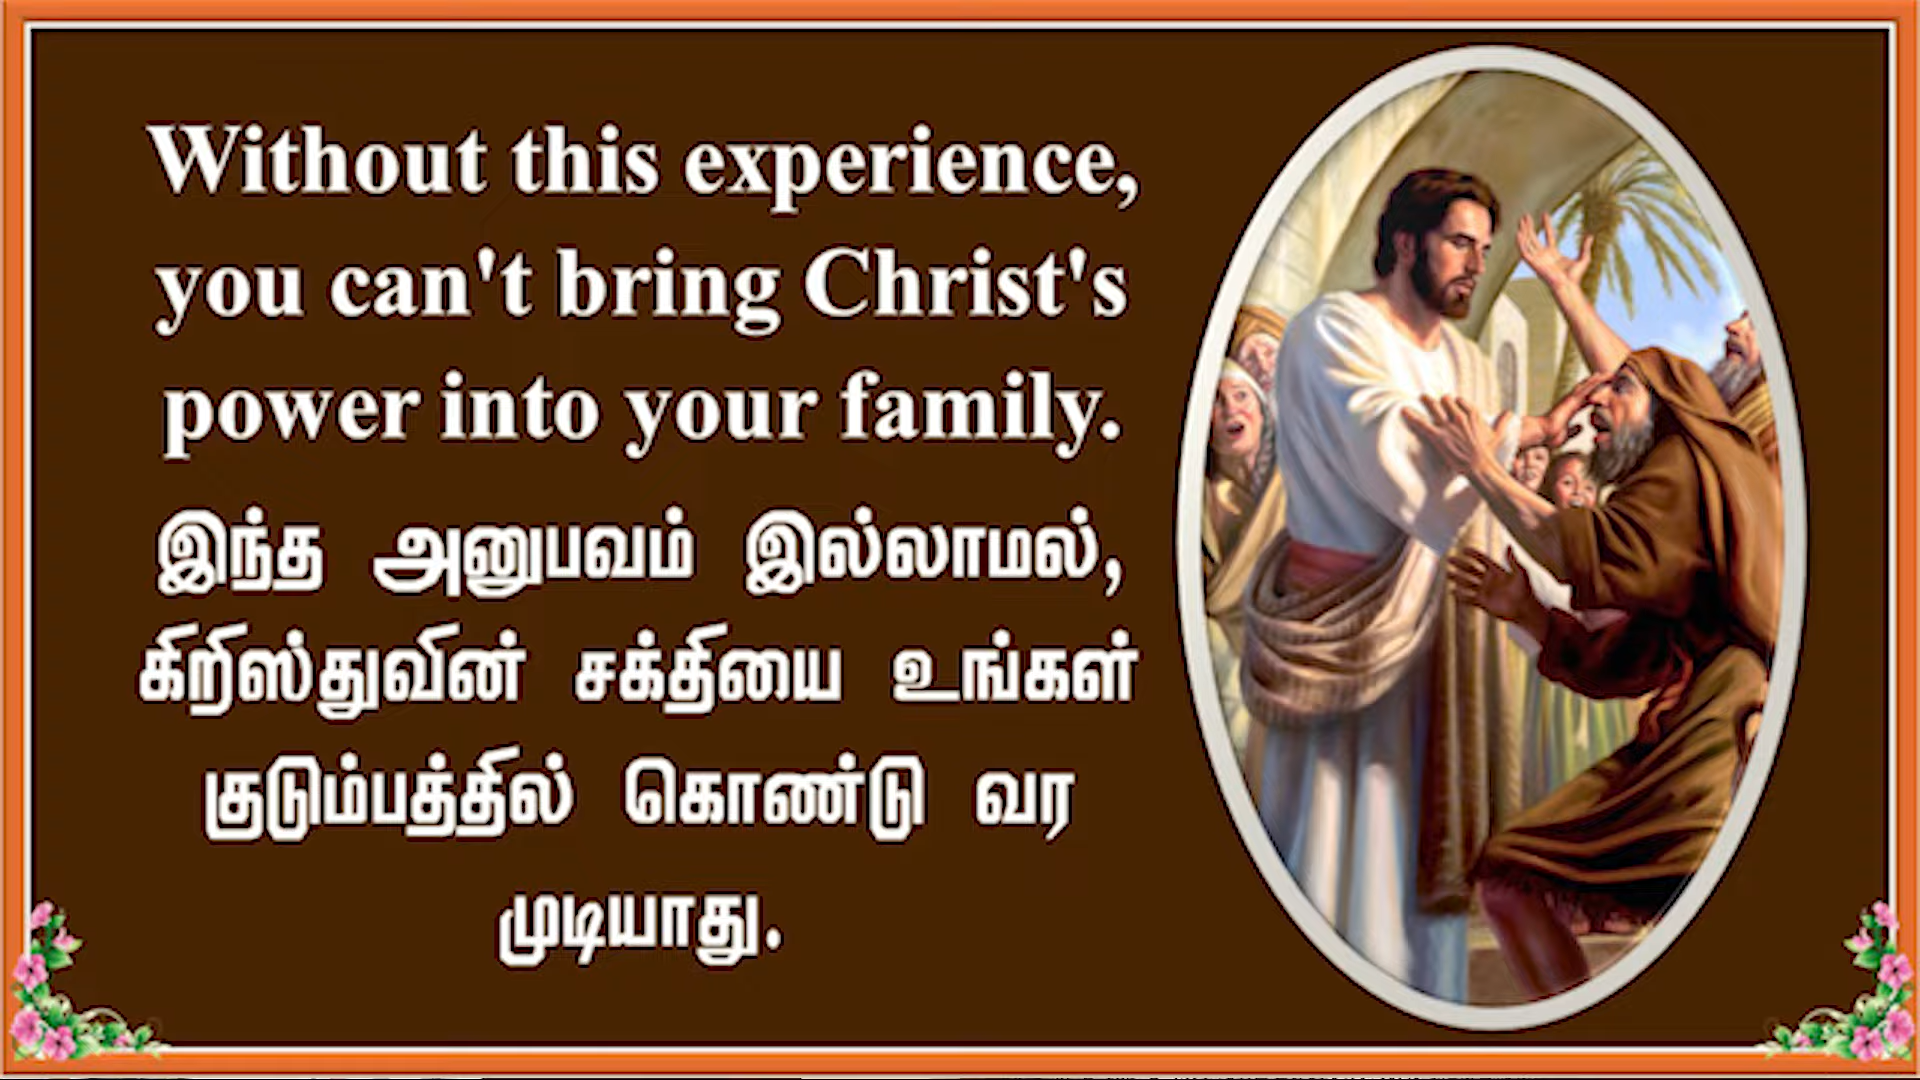 Without this experience,
you can't bring Christ's
power into your family.
இந்த அனுபவம் இல்லாமல்,
கிறிஸ்துவின் சக்தியை உங்கள்
குடும்பத்தில் கொண்டு வர
முடியாது.